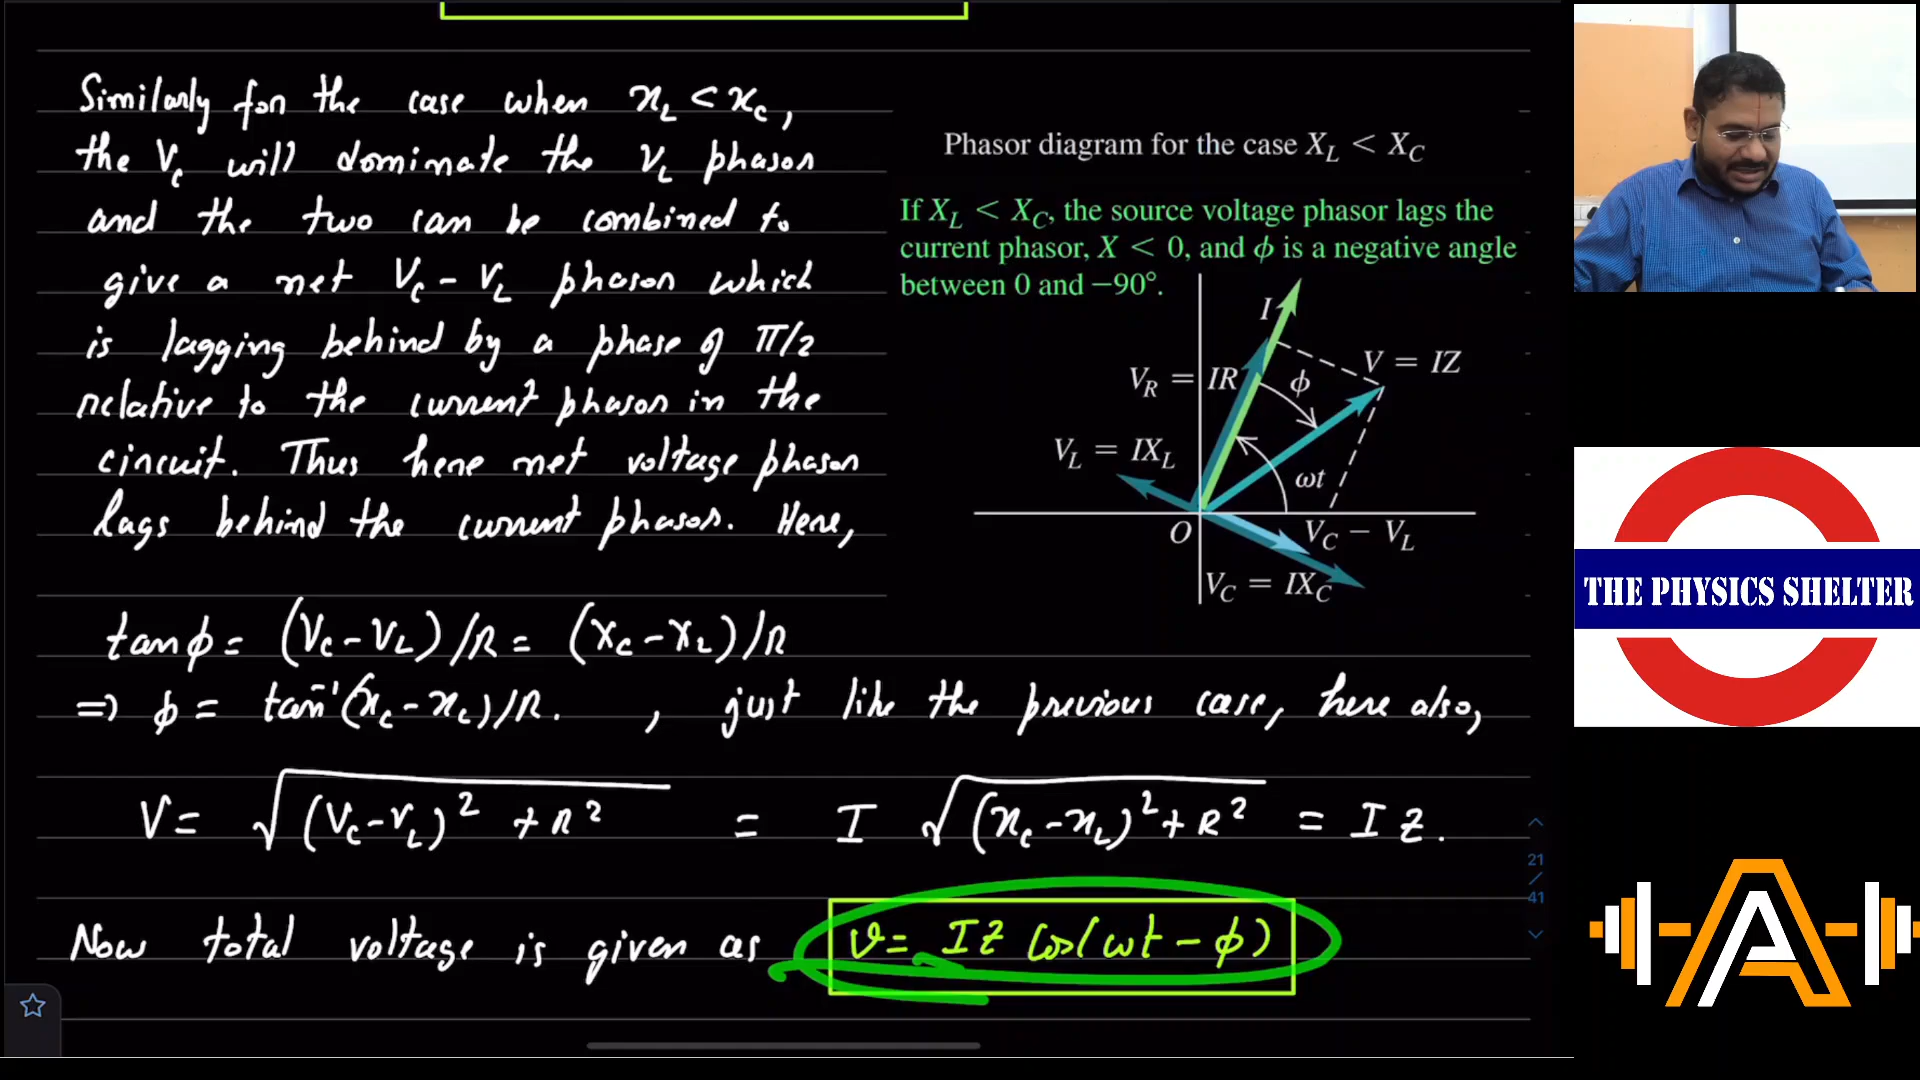 Similarly for the case when x_L < x_C,
the V_C will dominate the V_L phasor
and the two can be combined to
give a net V_C - V_L phasor which
is lagging behind by a phase of π/2
relative to the current phasor in the
circuit. Thus here net voltage phasor
lags behind the current phasor. Here,
tanφ = (V_C - V_L)/R = (X_C - X_L)/R
=> φ = tan⁻¹(x_C - x_L)/R. , just like the previous case, here also,
V = √(V_C - V_L)² + R² = I √(x_C - x_L)² + R² = I Z.
Now total voltage is given as v = IZ Cos(ωt - φ)
Phasor diagram for the case X_L < X_C
If X_L < X_C, the source voltage phasor lags the
current phasor, X < 0, and φ is a negative angle
between 0 and −90°.
I
V = IZ
V_R = IR
φ
V_L = IX_L
ωt
O
V_C − V_L
V_C = IX_C
21
/
41
THE PHYSICS SHELTER
A